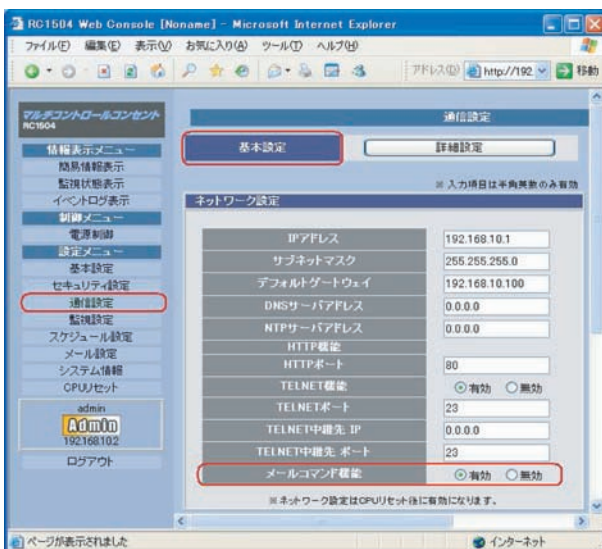 RC1504 Web Console [Noname] - Microsoft Internet Explorer
ファイル(F) 編集(E) 表示(V) お気に入り(A) ツール(T) ヘルプ(H)
アドレス(D) http://192 移動
マルチコントロールコンセント
RC1504
情報表示メニュー
簡易情報表示
監視状態表示
イベントログ表示
制御メニュー
電源制御
設定メニュー
基本設定
セキュリティ設定
通信設定
監視設定
スケジュール設定
メール設定
システム情報
CPUリセット
admin
Admin
192.168.10.2
ログアウト
通信設定
基本設定 詳細設定
※ 入力項目は半角英数のみ有効
ネットワーク設定
IPアドレス 192.168.10.1
サブネットマスク 255.255.255.0
デフォルトゲートウェイ 192.168.10.100
DNSサーバアドレス 0.0.0.0
NTPサーバアドレス 0.0.0.0
HTTP機能
HTTPポート 80
TELNET機能 有効 無効
TELNETポート 23
TELNET中継先 IP 0.0.0.0
TELNET中継先 ポート 23
メールコマンド機能 有効 無効
※ネットワーク設定はCPUリセット後に有効になります。
ページが表示されました インターネット